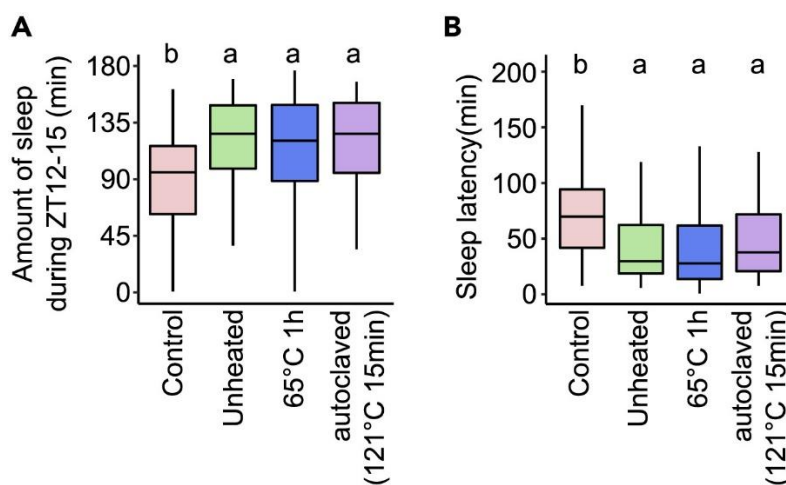 A
Amount of sleep
during ZT12-15 (min)
180
135
90
45
0
b
a
a
a
Control
Unheated
65°C 1h
autoclaved
(121°C 15min)
B
Sleep latency(min)
200
150
100
50
0
b
a
a
a
Control
Unheated
65°C 1h
autoclaved
(121°C 15min)